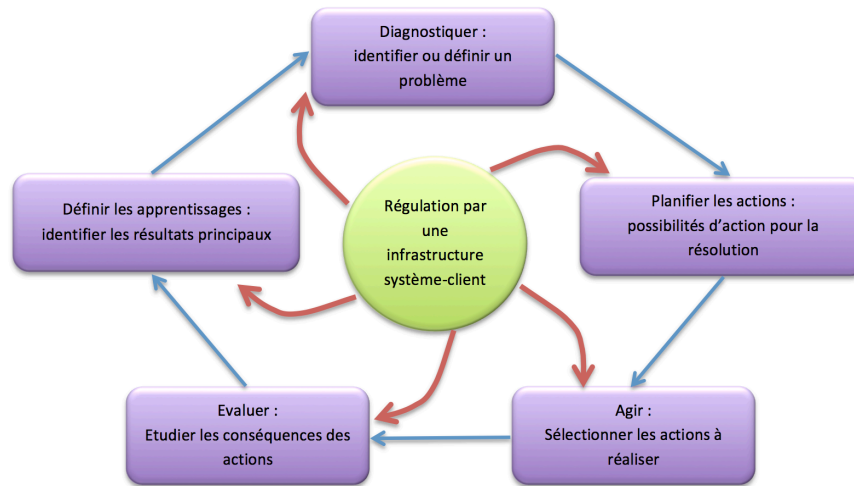 Diagnostiquer :
identifier ou définir un
problème
Définir les apprentissages :
identifier les résultats principaux
Régulation par
une
infrastructure
système-client
Planifier les actions :
possibilités d’action pour la
résolution
Evaluer :
Etudier les conséquences des
actions
Agir :
Sélectionner les actions à
réaliser